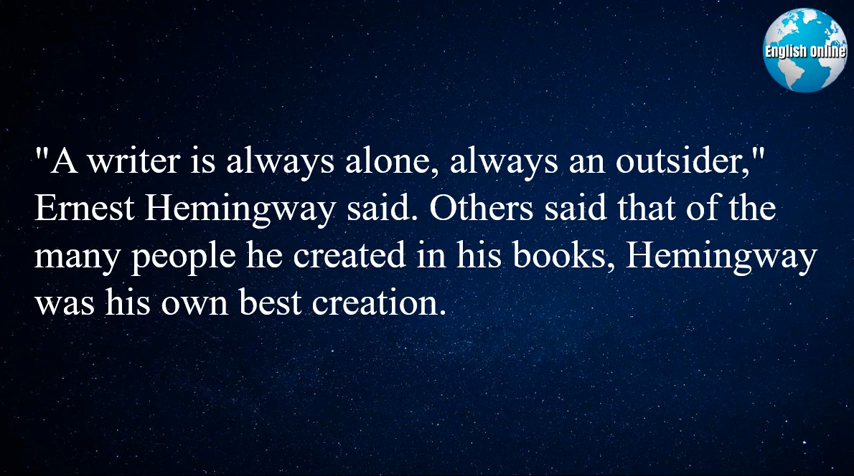 English Online
"A writer is always alone, always an outsider,"
Ernest Hemingway said. Others said that of the
many people he created in his books, Hemingway
was his own best creation.